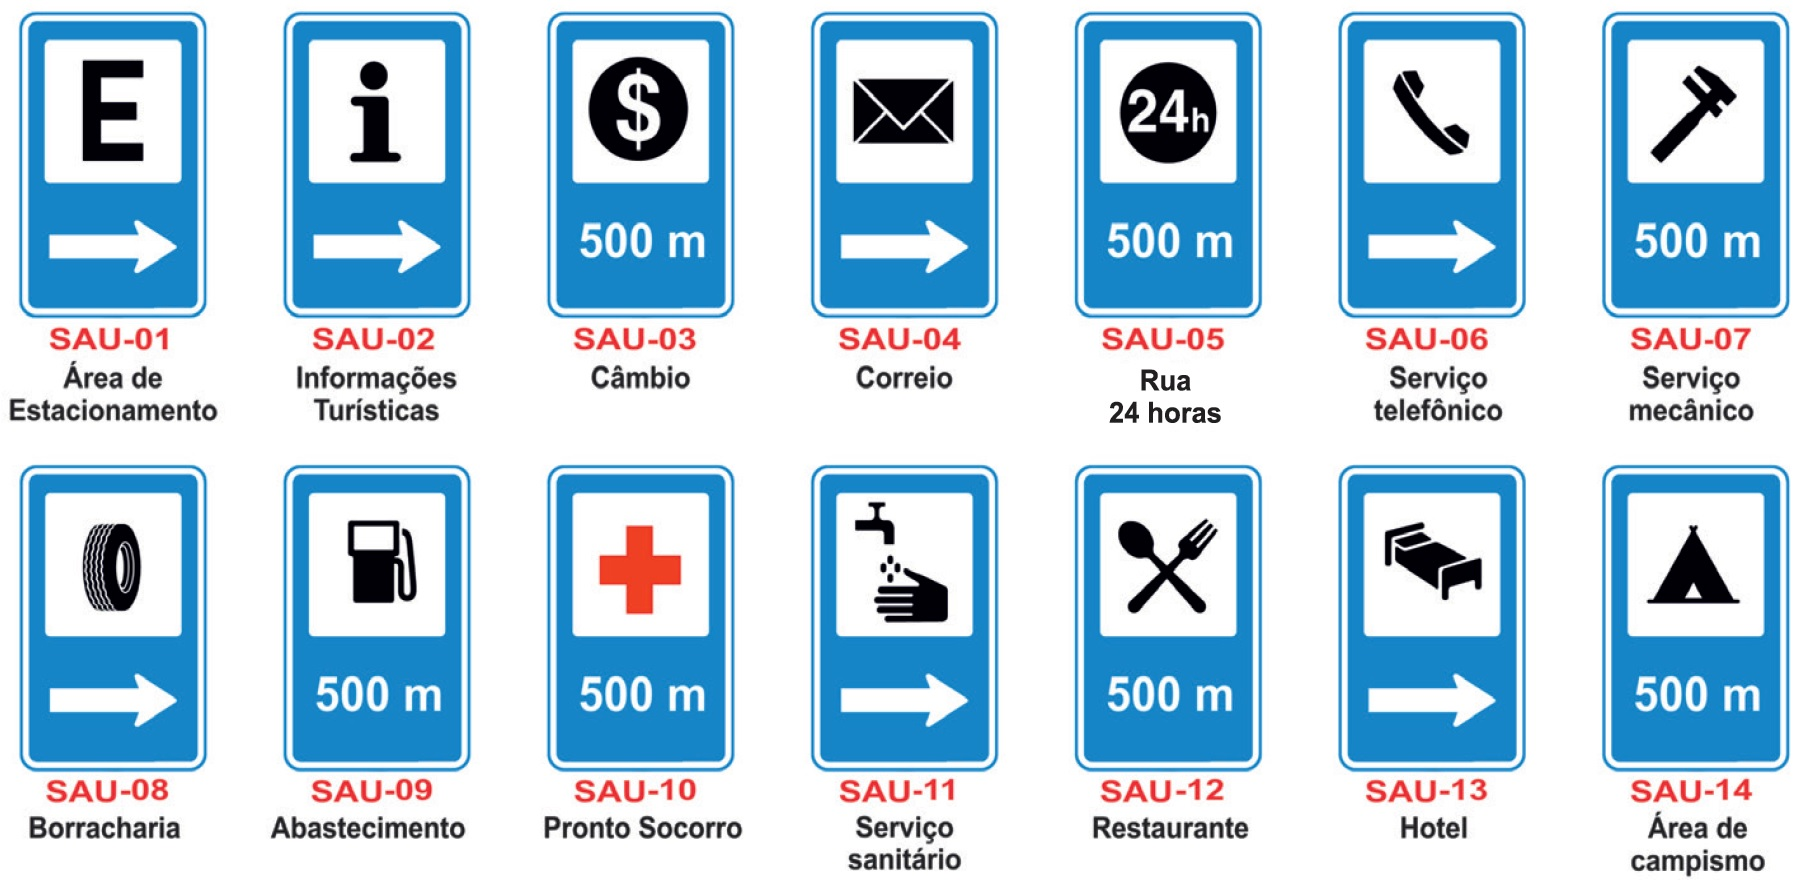 E
i
$
24h
500 m
500 m
500 m
SAU-01
SAU-02
SAU-03
SAU-04
SAU-05
SAU-06
SAU-07
Área de
Estacionamento
Informações
Turísticas
Câmbio
Correio
Rua
24 horas
Serviço
telefônico
Serviço
mecânico
500 m
500 m
500 m
500 m
SAU-08
SAU-09
SAU-10
SAU-11
SAU-12
SAU-13
SAU-14
Borracharia
Abastecimento
Pronto Socorro
Serviço
sanitário
Restaurante
Hotel
Área de
campismo